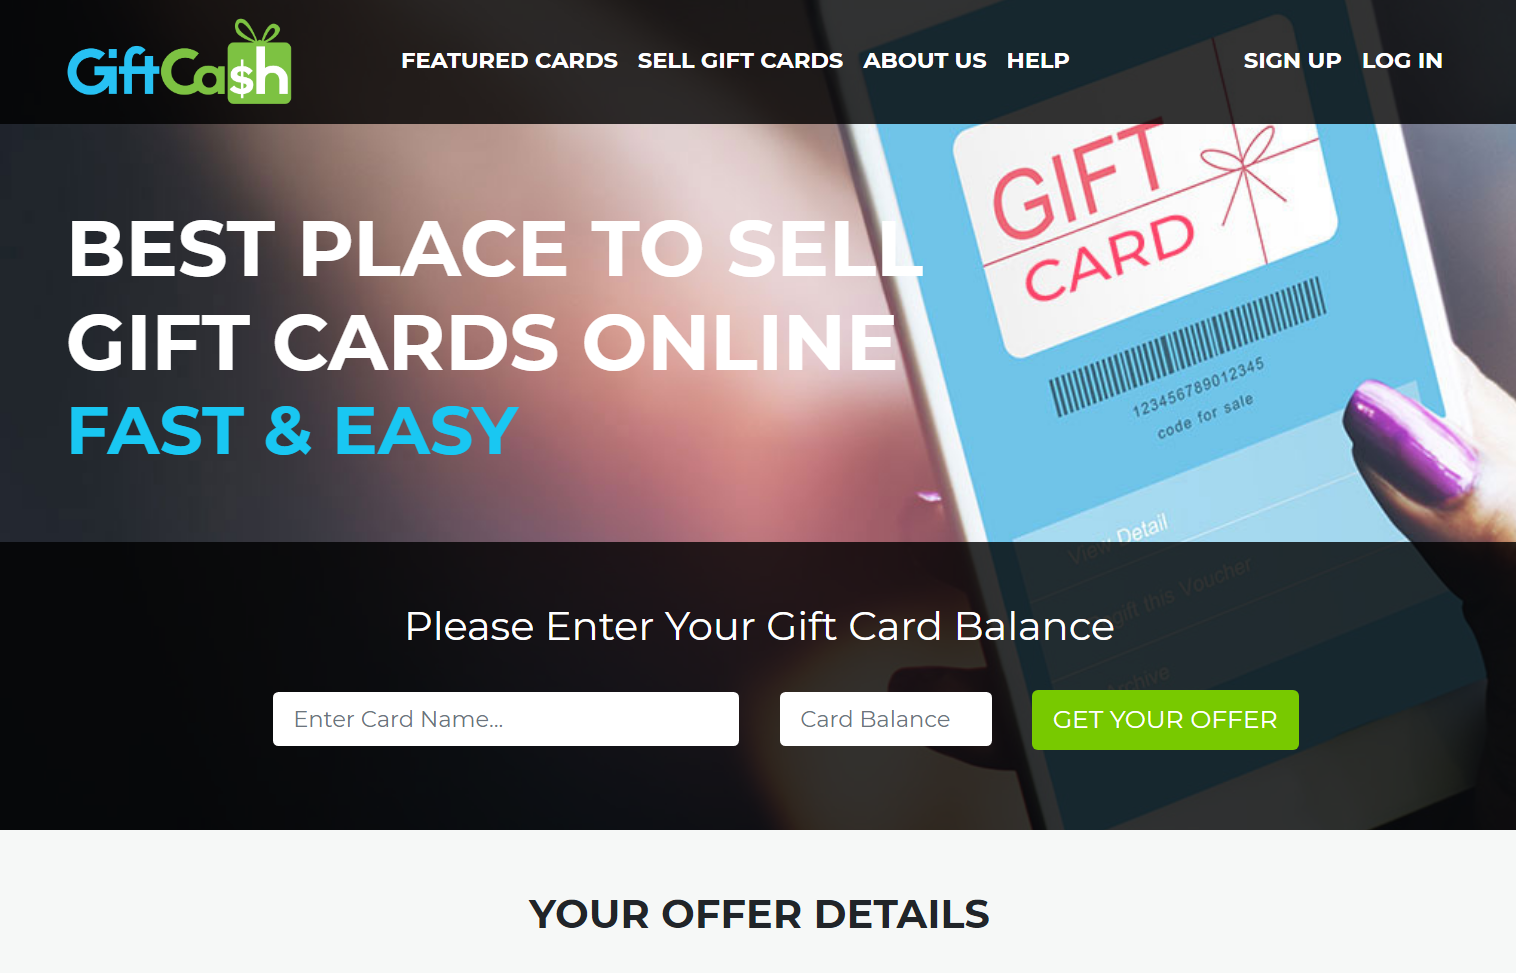 GiftCa$h
FEATURED CARDS
SELL GIFT CARDS
ABOUT US
HELP
SIGN UP
LOG IN
BEST PLACE TO SELL
GIFT CARDS ONLINE
FAST & EASY
GIFT
CARD
123456789012345
code for sale
View Detail
gift this Voucher
Archive
Please Enter Your Gift Card Balance
Enter Card Name...
Card Balance
GET YOUR OFFER
YOUR OFFER DETAILS